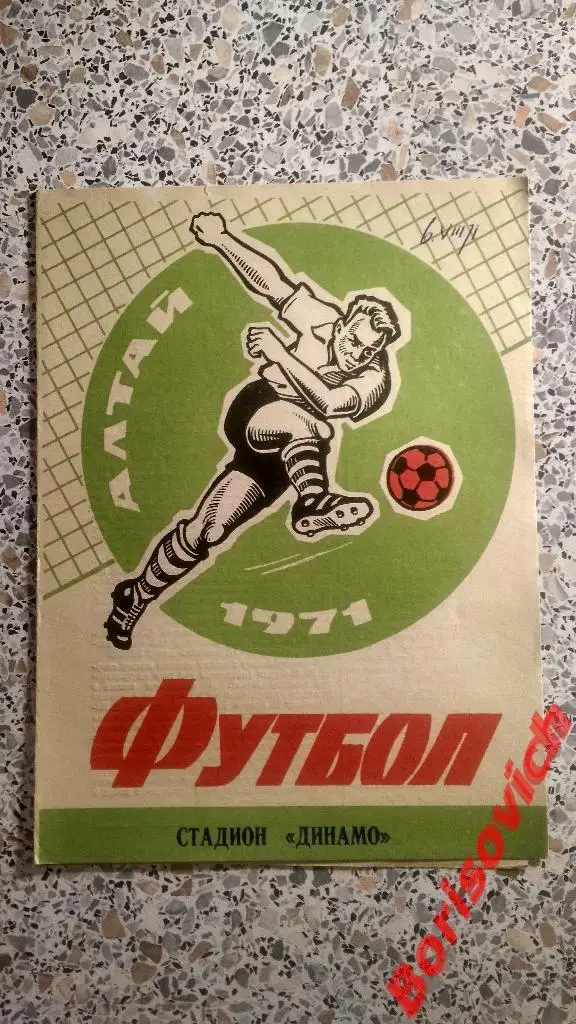 6.VIII 71
АЛТАЙ
1971
ФУТБОЛ
СТАДИОН «ДИНАМО»
Borisovich